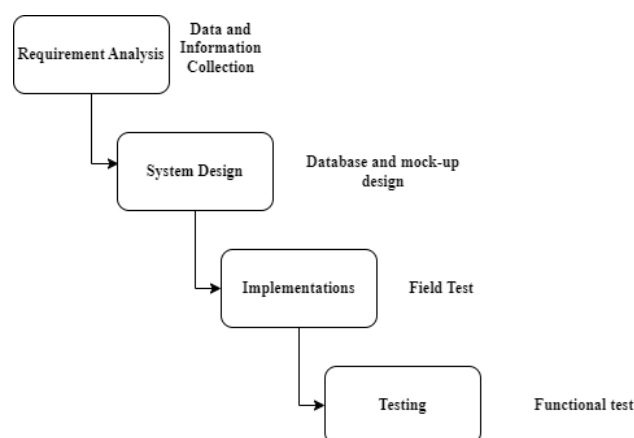 Requirement Analysis
Data and
Information
Collection
System Design
Database and mock-up
design
Implementations
Field Test
Testing
Functional test